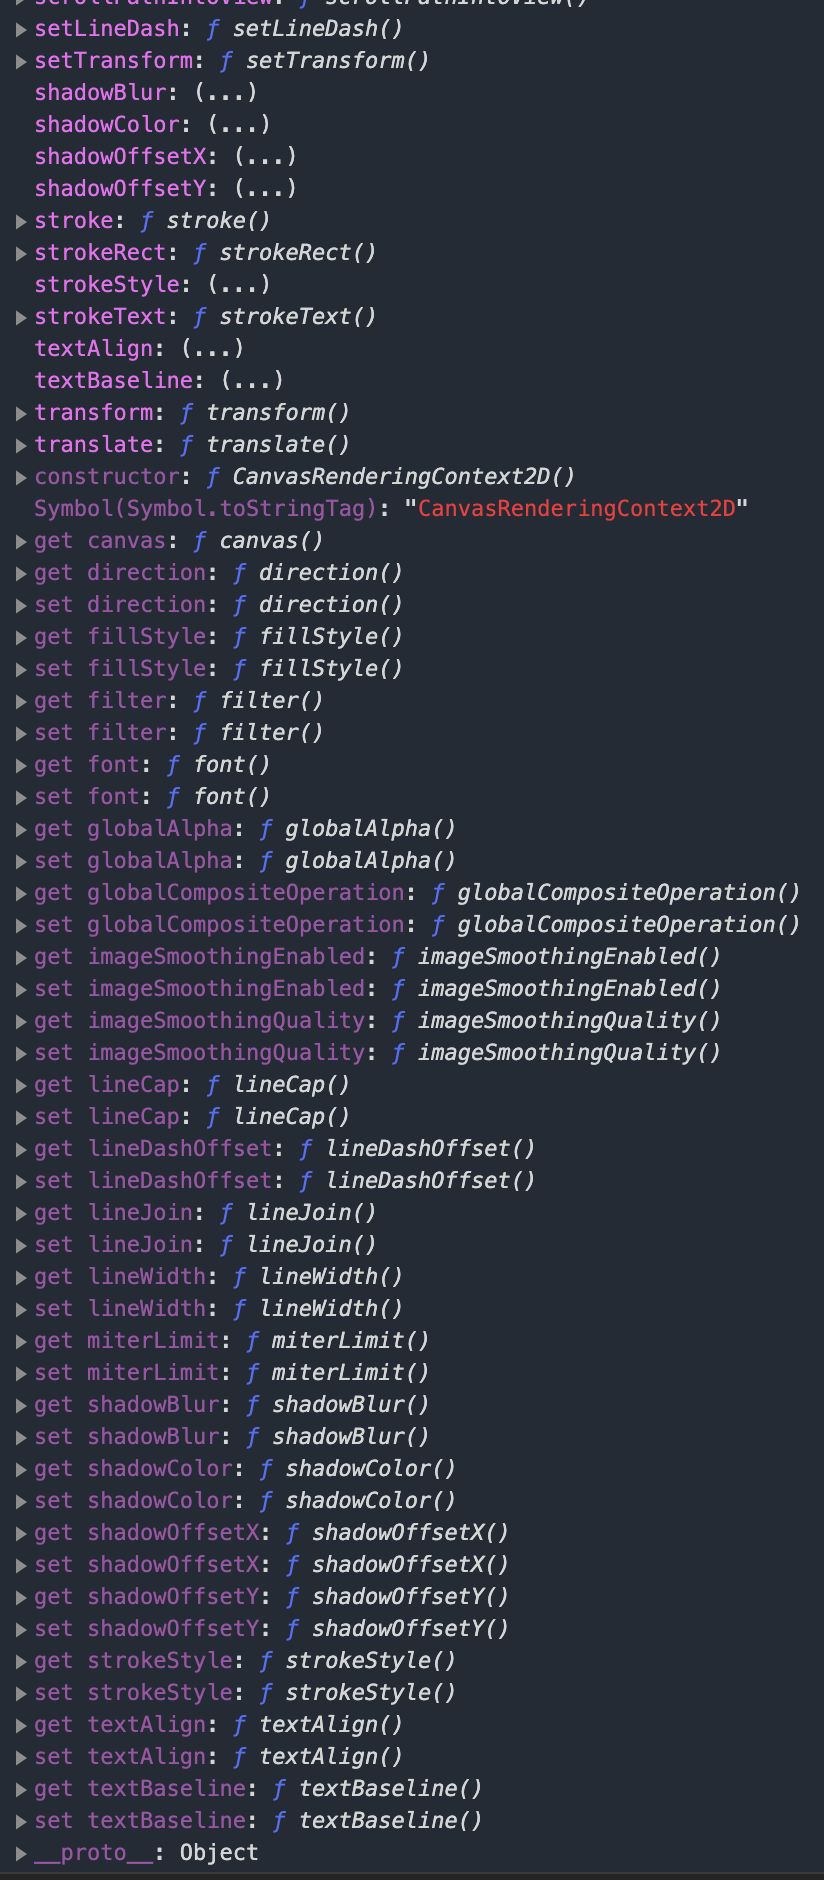 scrollPathIntoView: ƒ scrollPathIntoView()
setLineDash: ƒ setLineDash()
setTransform: ƒ setTransform()
shadowBlur: (...)
shadowColor: (...)
shadowOffsetX: (...)
shadowOffsetY: (...)
stroke: ƒ stroke()
strokeRect: ƒ strokeRect()
strokeStyle: (...)
strokeText: ƒ strokeText()
textAlign: (...)
textBaseline: (...)
transform: ƒ transform()
translate: ƒ translate()
constructor: ƒ CanvasRenderingContext2D()
Symbol(Symbol.toStringTag): "CanvasRenderingContext2D"
get canvas: ƒ canvas()
get direction: ƒ direction()
set direction: ƒ direction()
get fillStyle: ƒ fillStyle()
set fillStyle: ƒ fillStyle()
get filter: ƒ filter()
set filter: ƒ filter()
get font: ƒ font()
set font: ƒ font()
get globalAlpha: ƒ globalAlpha()
set globalAlpha: ƒ globalAlpha()
get globalCompositeOperation: ƒ globalCompositeOperation()
set globalCompositeOperation: ƒ globalCompositeOperation()
get imageSmoothingEnabled: ƒ imageSmoothingEnabled()
set imageSmoothingEnabled: ƒ imageSmoothingEnabled()
get imageSmoothingQuality: ƒ imageSmoothingQuality()
set imageSmoothingQuality: ƒ imageSmoothingQuality()
get lineCap: ƒ lineCap()
set lineCap: ƒ lineCap()
get lineDashOffset: ƒ lineDashOffset()
set lineDashOffset: ƒ lineDashOffset()
get lineJoin: ƒ lineJoin()
set lineJoin: ƒ lineJoin()
get lineWidth: ƒ lineWidth()
set lineWidth: ƒ lineWidth()
get miterLimit: ƒ miterLimit()
set miterLimit: ƒ miterLimit()
get shadowBlur: ƒ shadowBlur()
set shadowBlur: ƒ shadowBlur()
get shadowColor: ƒ shadowColor()
set shadowColor: ƒ shadowColor()
get shadowOffsetX: ƒ shadowOffsetX()
set shadowOffsetX: ƒ shadowOffsetX()
get shadowOffsetY: ƒ shadowOffsetY()
set shadowOffsetY: ƒ shadowOffsetY()
get strokeStyle: ƒ strokeStyle()
set strokeStyle: ƒ strokeStyle()
get textAlign: ƒ textAlign()
set textAlign: ƒ textAlign()
get textBaseline: ƒ textBaseline()
set textBaseline: ƒ textBaseline()
__proto__: Object